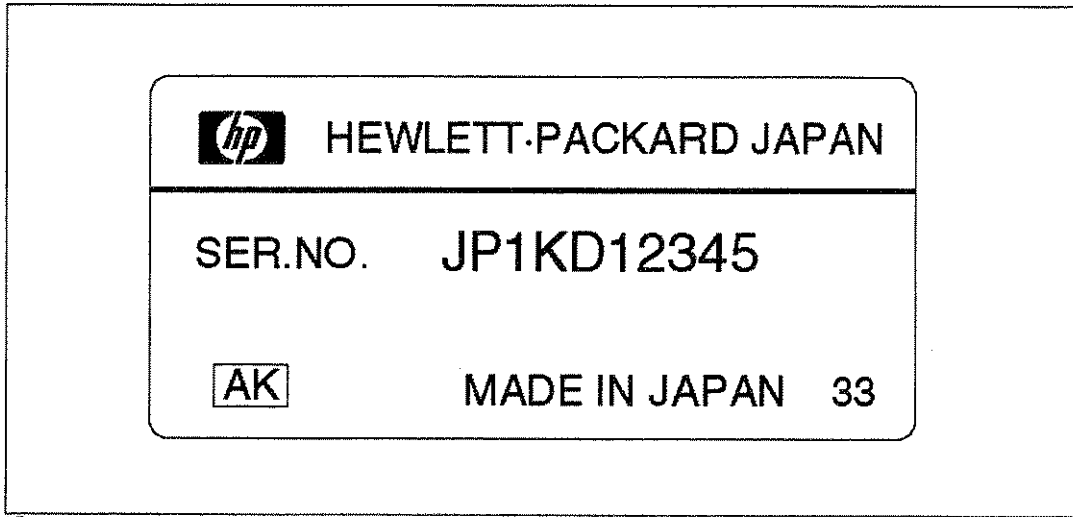 hp HEWLETT·PACKARD JAPAN
SER.NO. JP1KD12345
AK MADE IN JAPAN 33